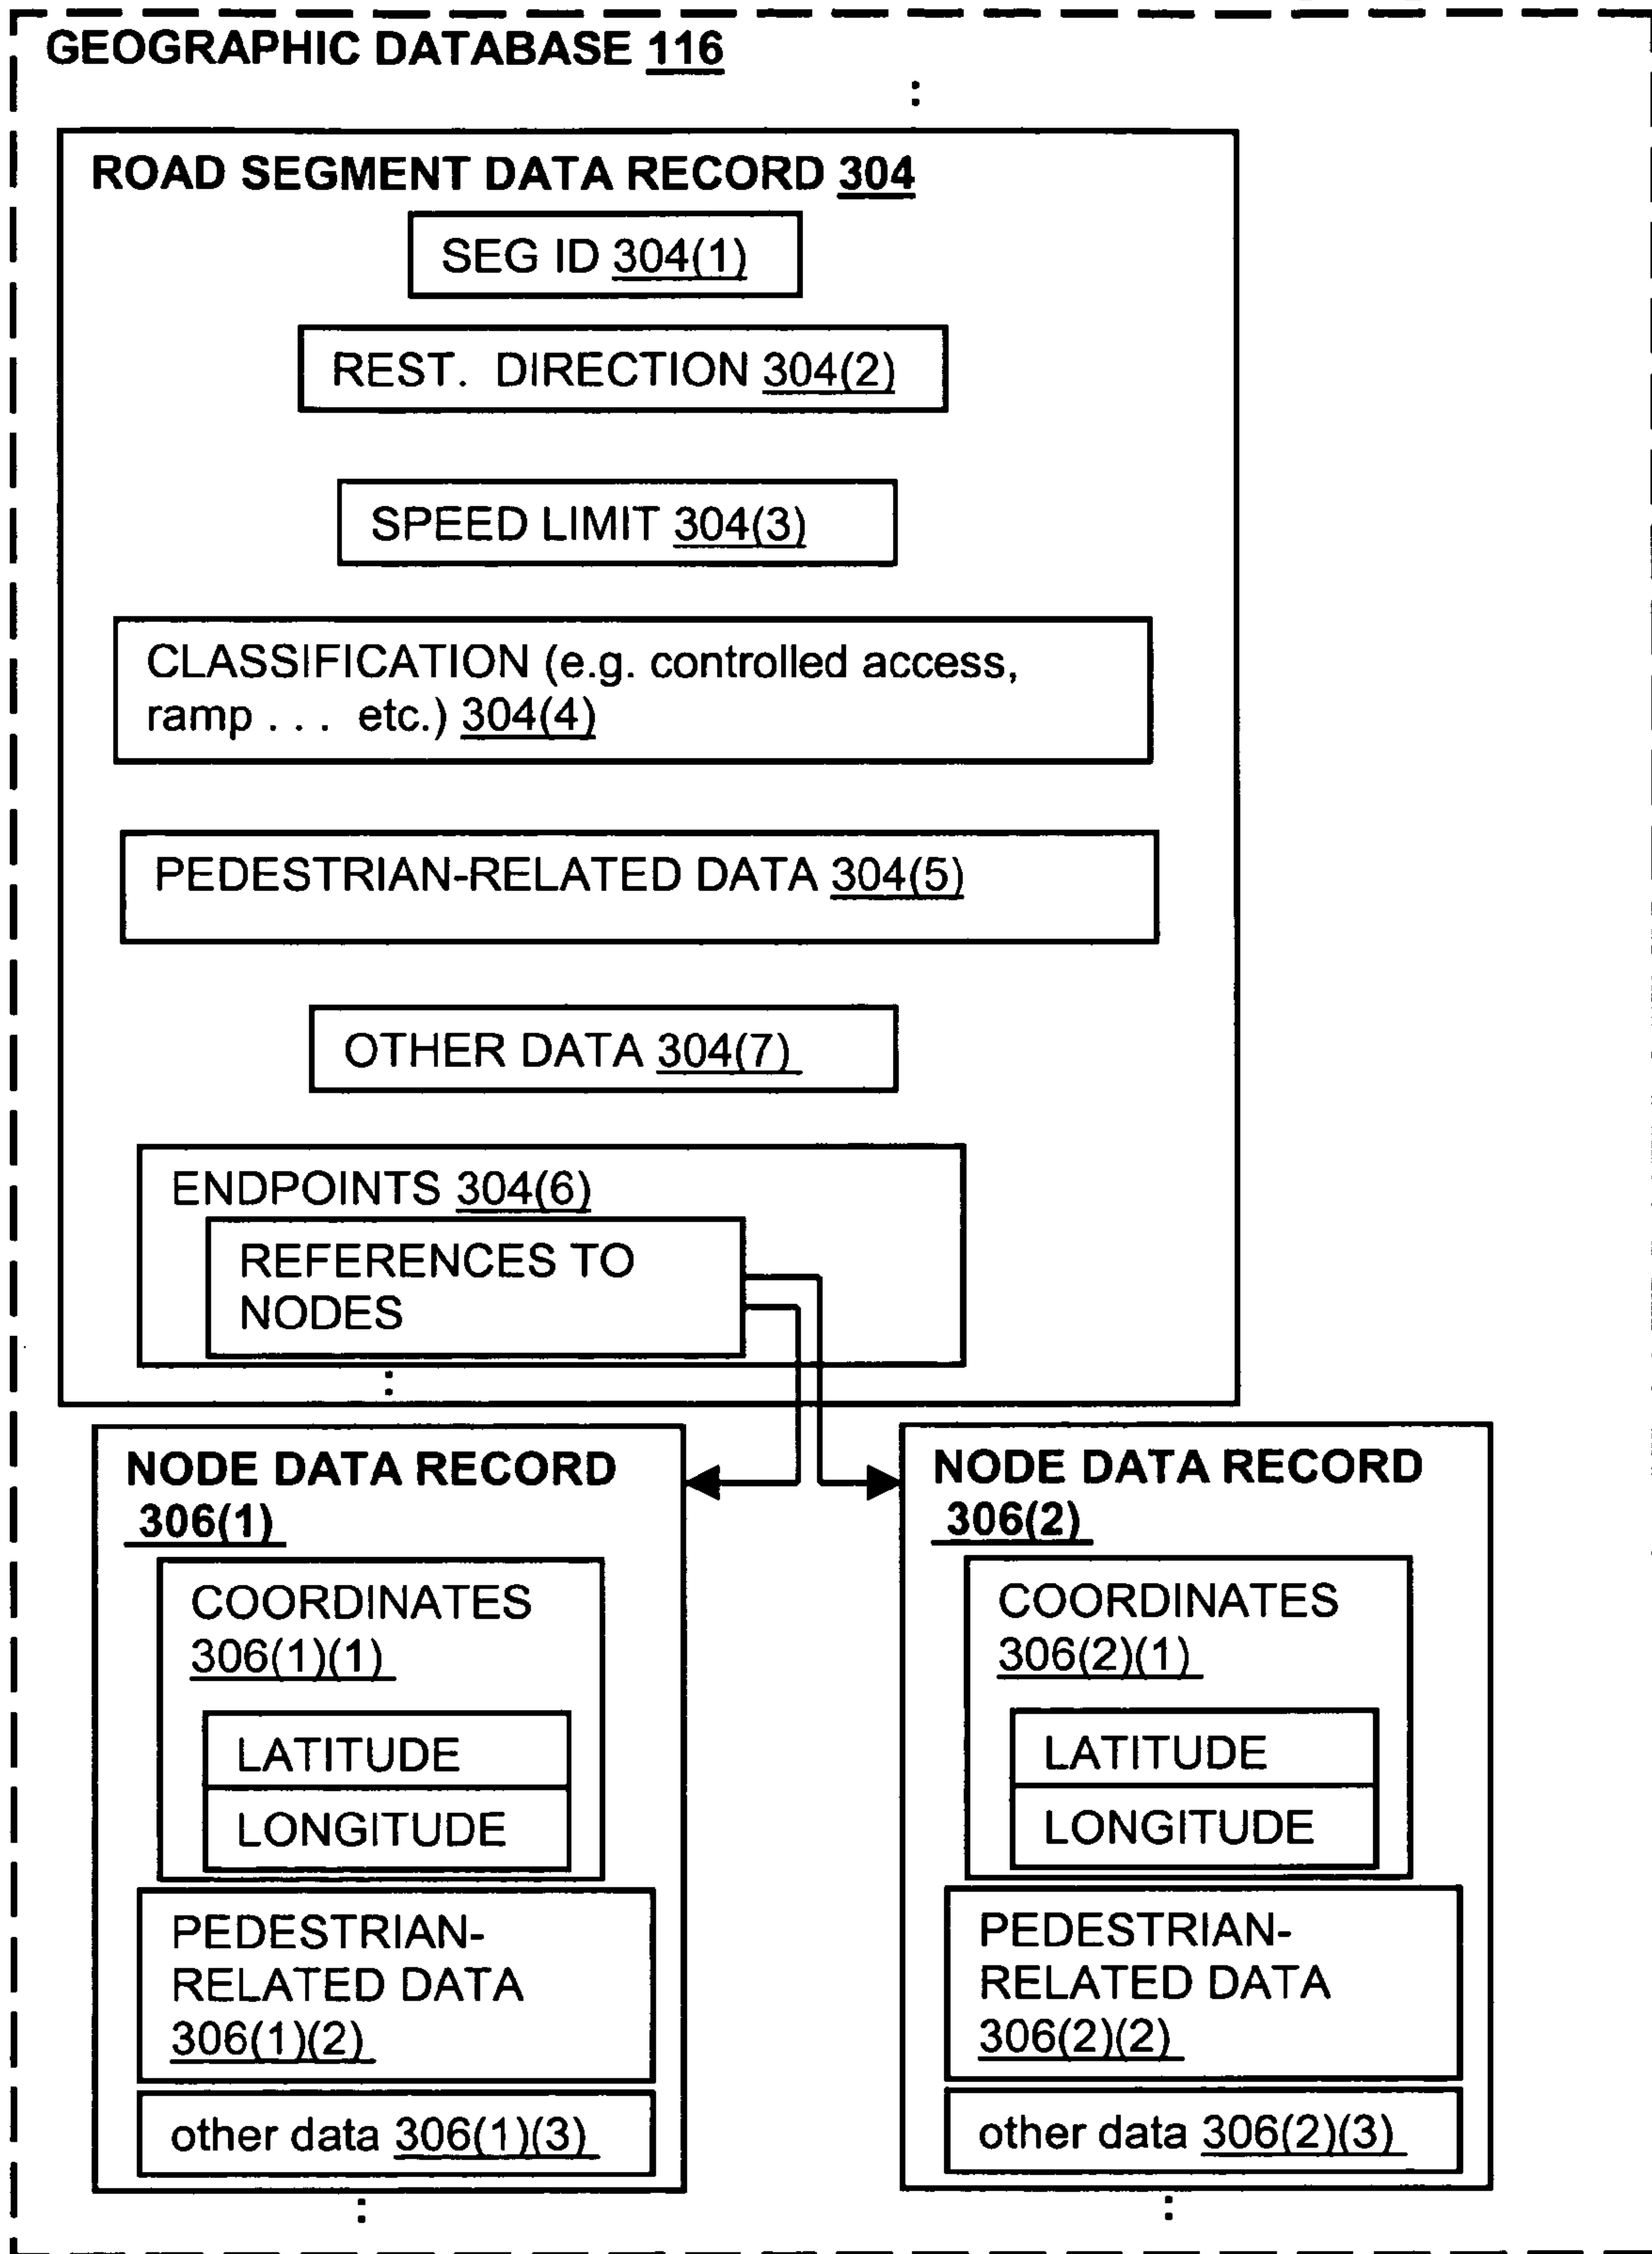 GEOGRAPHIC DATABASE 116
:
ROAD SEGMENT DATA RECORD 304
SEG ID 304(1)
REST. DIRECTION 304(2)
SPEED LIMIT 304(3)
CLASSIFICATION (e.g. controlled access,
ramp . . . etc.) 304(4)
PEDESTRIAN-RELATED DATA 304(5)
OTHER DATA 304(7)
ENDPOINTS 304(6)
REFERENCES TO
NODES
:
NODE DATA RECORD
306(1)
COORDINATES
306(1)(1)
LATITUDE
LONGITUDE
PEDESTRIAN-
RELATED DATA
306(1)(2)
other data 306(1)(3)
:
NODE DATA RECORD
306(2)
COORDINATES
306(2)(1)
LATITUDE
LONGITUDE
PEDESTRIAN-
RELATED DATA
306(2)(2)
other data 306(2)(3)
: